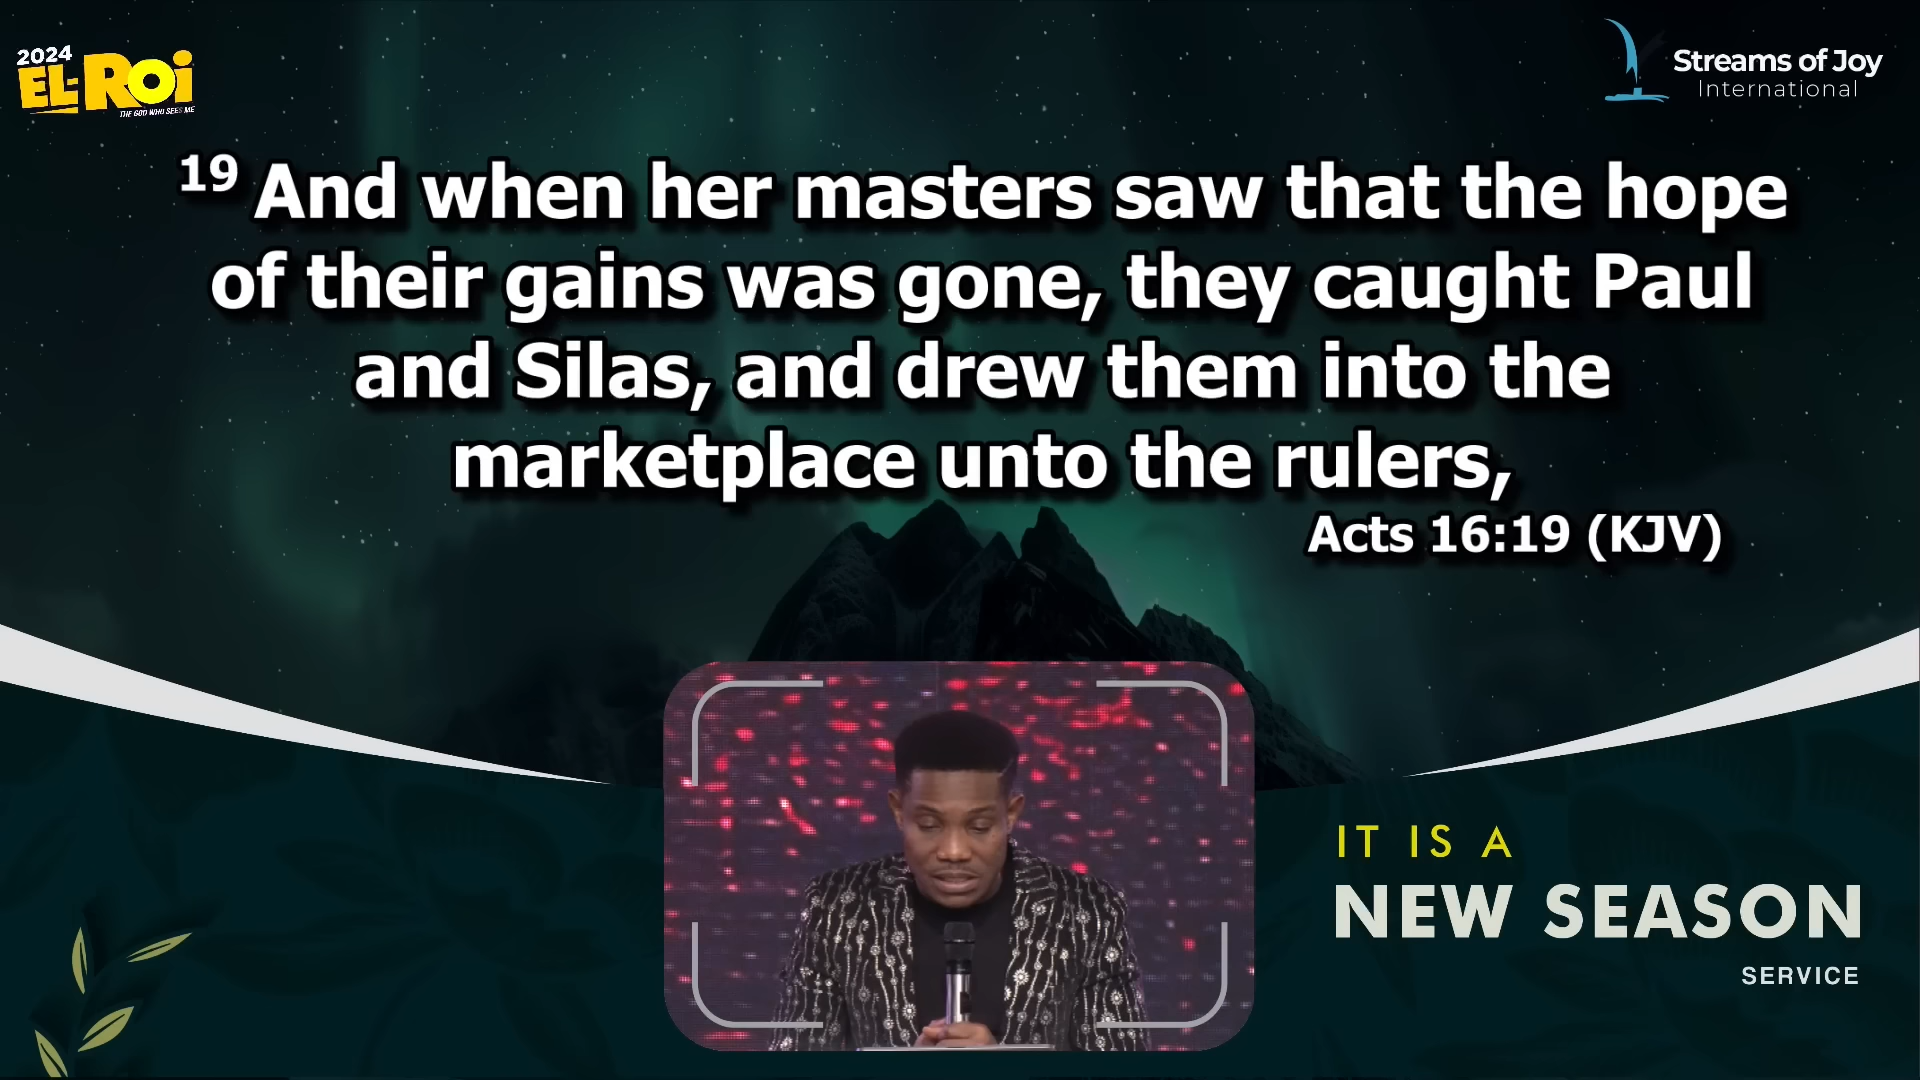 2024
EL-ROi
THE GOD WHO SEES ME
Streams of Joy
International
19 And when her masters saw that the hope
of their gains was gone, they caught Paul
and Silas, and drew them into the
marketplace unto the rulers,
Acts 16:19 (KJV)
IT IS A
NEW SEASON
SERVICE